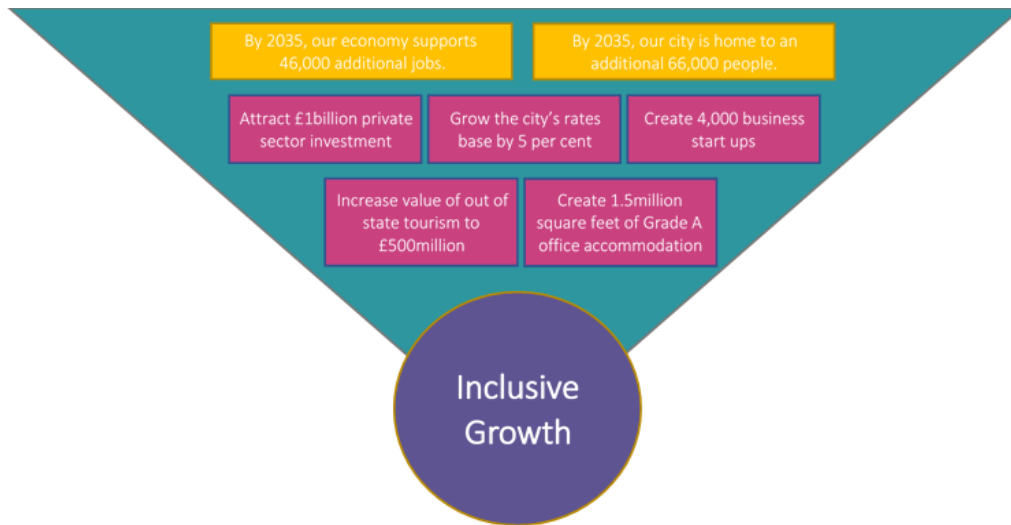 By 2035, our economy supports
46,000 additional jobs.
By 2035, our city is home to an
additional 66,000 people.
Attract £1billion private
sector investment
Grow the city’s rates
base by 5 per cent
Create 4,000 business
start ups
Increase value of out of
state tourism to
£500million
Create 1.5million
square feet of Grade A
office accommodation
Inclusive
Growth